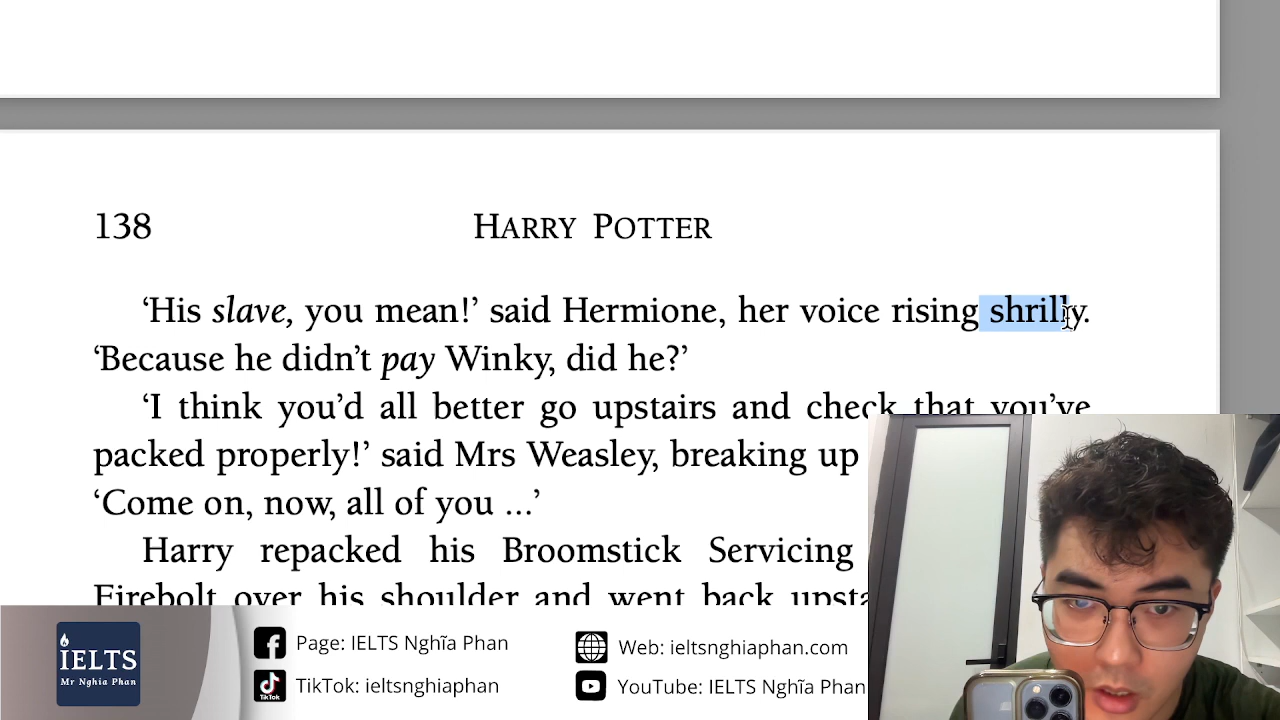 138
HARRY POTTER
‘His slave, you mean!’ said Hermione, her voice rising shrilly.
‘Because he didn’t pay Winky, did he?’
‘I think you’d all better go upstairs and check that you’ve
packed properly!’ said Mrs Weasley, breaking up
‘Come on, now, all of you ...’
Harry repacked his Broomstick Servicing
Firebolt over his shoulder and went back upsta
IELTS
Mr Nghia Phan
Page: IELTS Nghĩa Phan
TikTok
TikTok: ieltsnghiaphan
Web: ieltsnghiaphan.com
YouTube: IELTS Nghĩa Phan